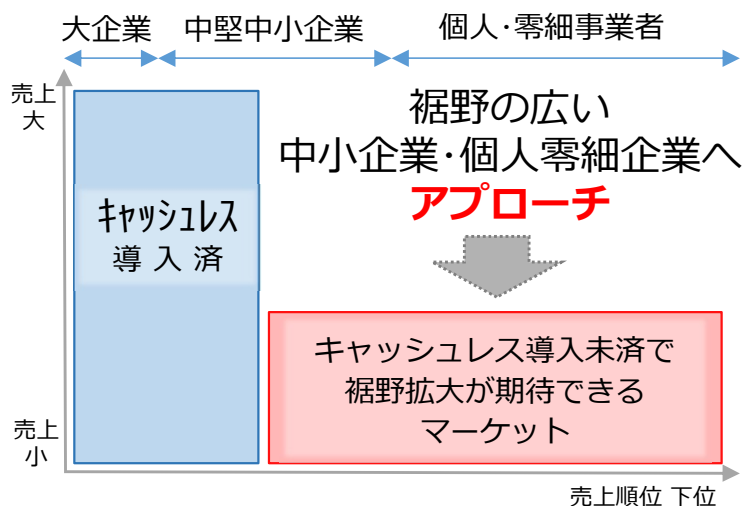 大企業 中堅中小企業 個人･零細事業者
売上
大
裾野の広い
中小企業･個人零細企業へ
アプローチ
ｷｬｯｼｭﾚｽ
導 入 済
キャッシュレス導入未済で
裾野拡大が期待できる
マーケット
売上
小
売上順位 下位